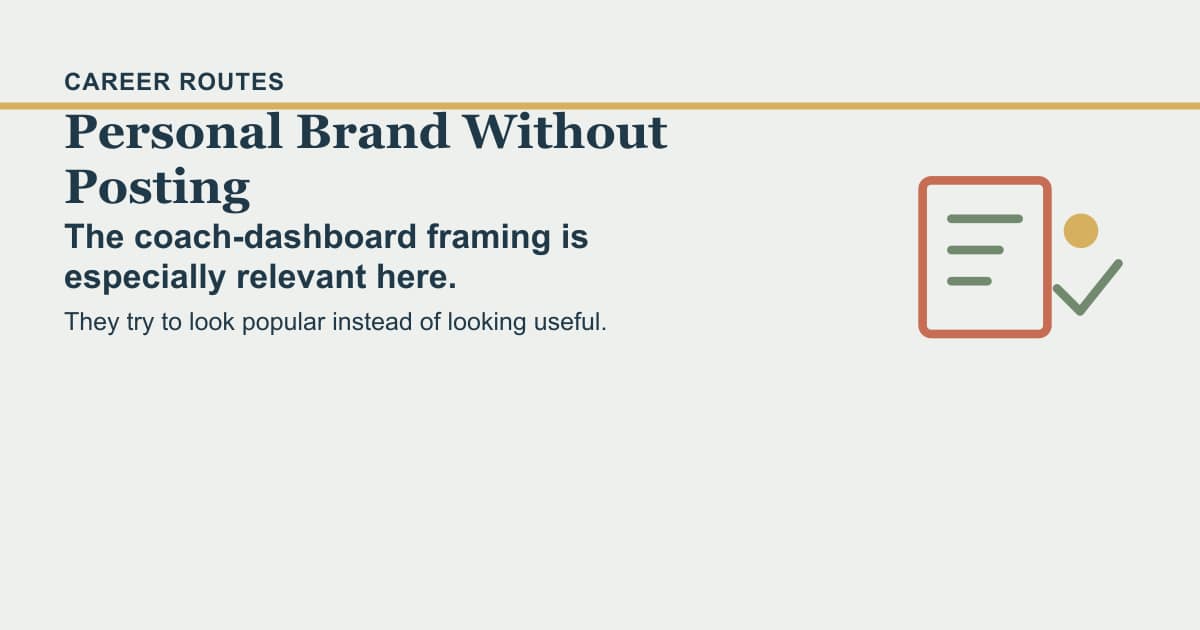 CAREER ROUTES
Personal Brand Without
Posting
The coach-dashboard framing is
especially relevant here.
They try to look popular instead of looking useful.